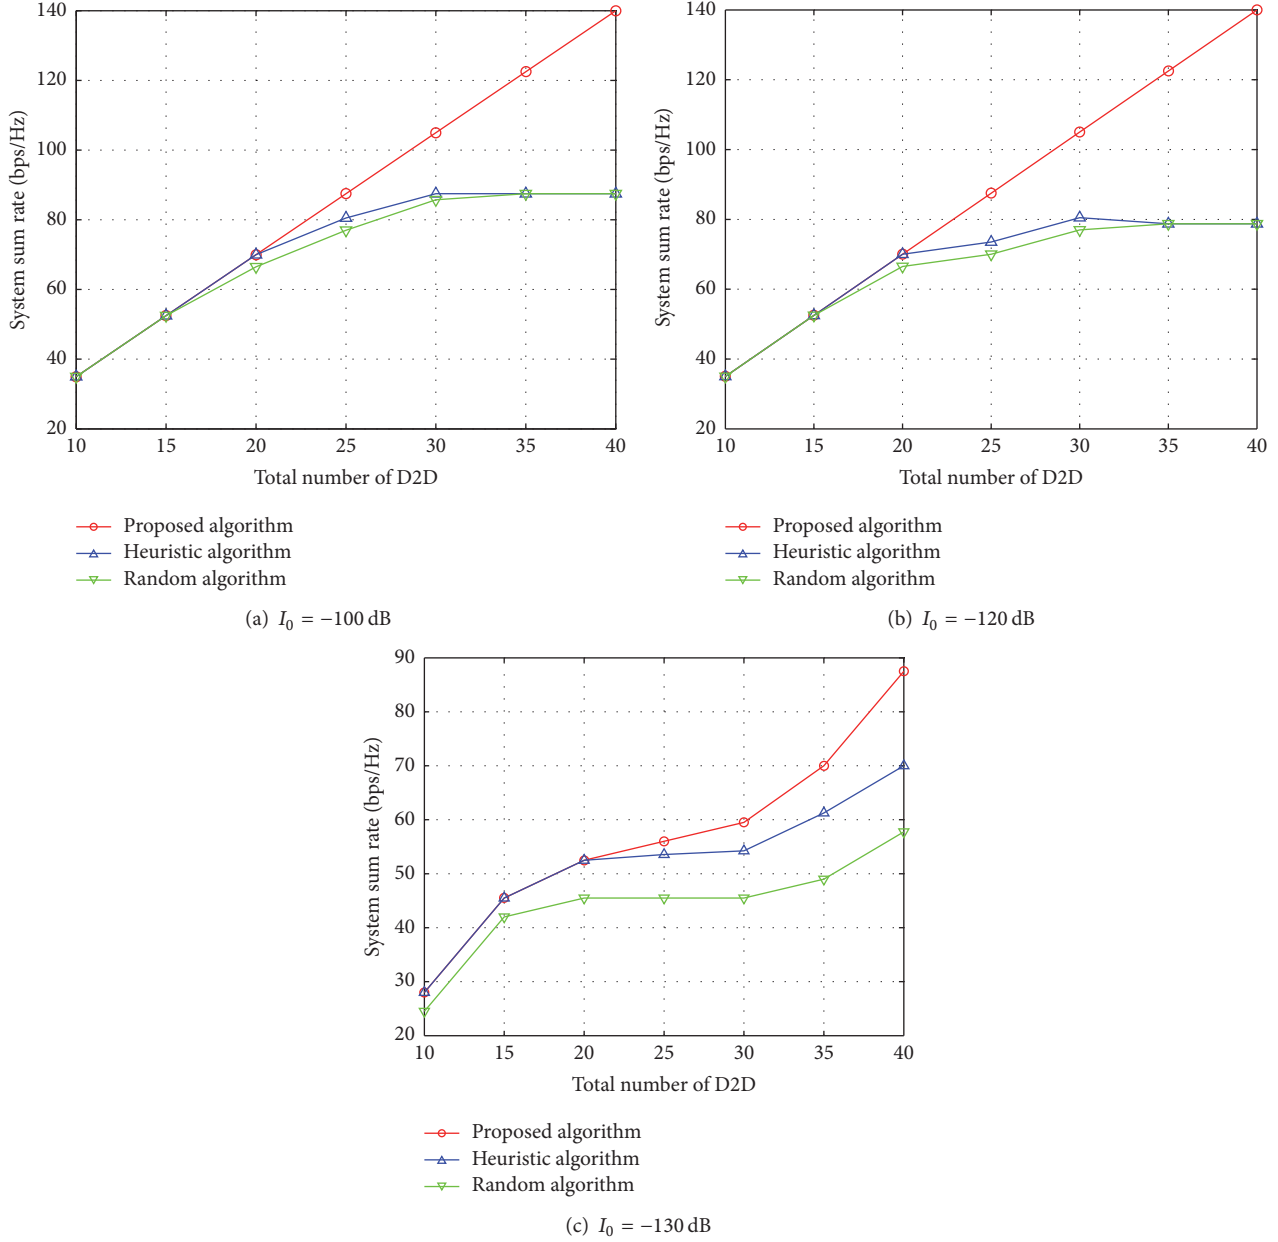 140
120
100
80
60
40
20
System sum rate (bps/Hz)
10 15 20 25 30 35 40
Total number of D2D
Proposed algorithm
Heuristic algorithm
Random algorithm
(a) I₀ = −100 dB
140
120
100
80
60
40
20
System sum rate (bps/Hz)
10 15 20 25 30 35 40
Total number of D2D
Proposed algorithm
Heuristic algorithm
Random algorithm
(b) I₀ = −120 dB
90
80
70
60
50
40
30
20
System sum rate (bps/Hz)
10 15 20 25 30 35 40
Total number of D2D
Proposed algorithm
Heuristic algorithm
Random algorithm
(c) I₀ = −130 dB